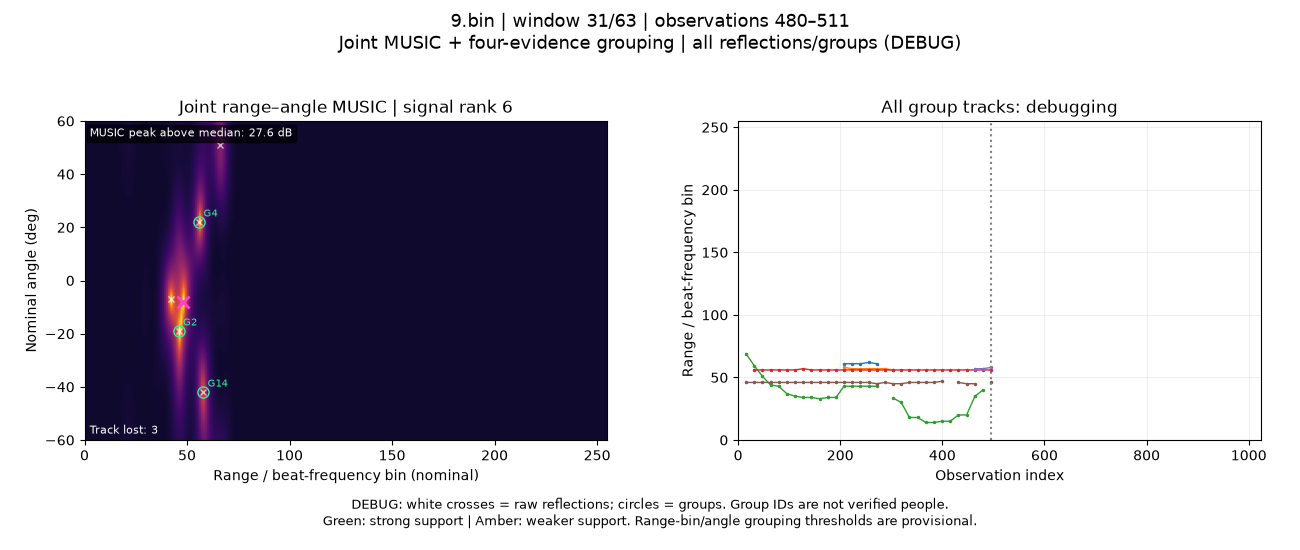 9.bin | window 31/63 | observations 480–511
Joint MUSIC + four-evidence grouping | all reflections/groups (DEBUG)
Joint range–angle MUSIC | signal rank 6
MUSIC peak above median: 27.6 dB
G4
G2
G14
Track lost: 3
60
40
20
0
−20
−40
−60
Nominal angle (deg)
0
50
100
150
200
250
Range / beat-frequency bin (nominal)
All group tracks: debugging
250
200
150
100
50
0
Range / beat-frequency bin
0
200
400
600
800
1000
Observation index
DEBUG: white crosses = raw reflections; circles = groups. Group IDs are not verified people.
Green: strong support | Amber: weaker support. Range-bin/angle grouping thresholds are provisional.